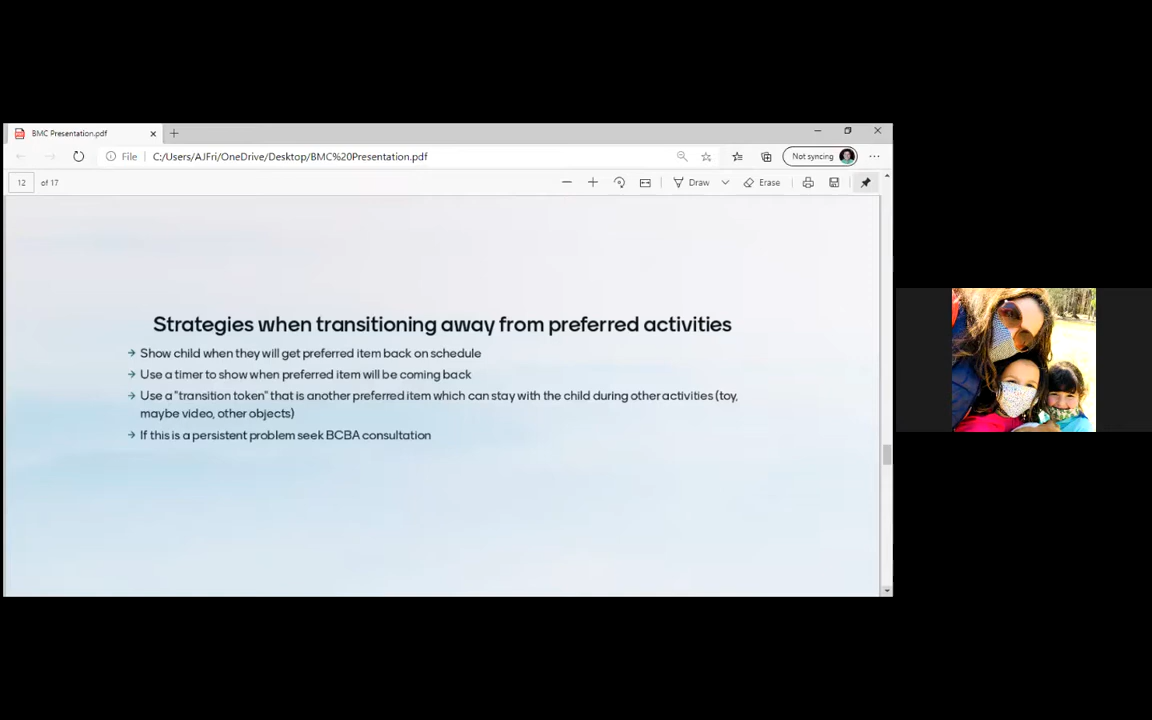 BMC Presentation.pdf
File C:/Users/AJFri/OneDrive/Desktop/BMC%20Presentation.pdf Not syncing
12 of 17 Draw Erase
Strategies when transitioning away from preferred activities
Show child when they will get preferred item back on schedule
Use a timer to show when preferred item will be coming back
Use a "transition token" that is another preferred item which can stay with the child during other activities (toy,
maybe video, other objects)
If this is a persistent problem seek BCBA consultation